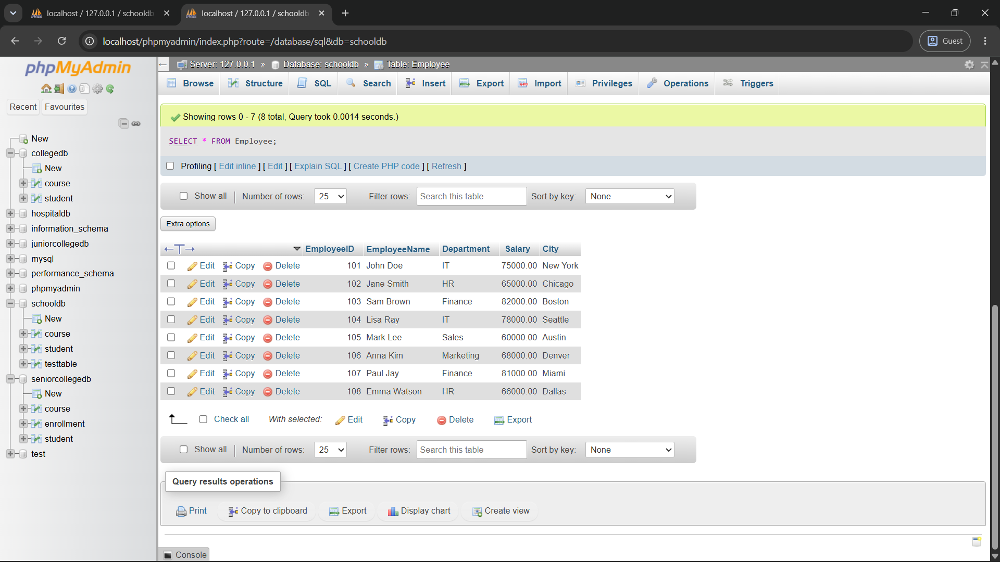 localhost / 127.0.0.1 / schooldb
localhost / 127.0.0.1 / schooldb
localhost/phpmyadmin/index.php?route=/database/sql&db=schooldb
Guest
phpMyAdmin
Recent
Favourites
New
collegedb
New
course
student
hospitaldb
information_schema
juniorcollegedb
mysql
performance_schema
phpmyadmin
schooldb
New
course
student
testtable
seniorcollegedb
New
course
enrollment
student
test
Server: 127.0.0.1 » Database: schooldb » Table: Employee
Browse Structure SQL Search Insert Export Import Privileges Operations Triggers
Showing rows 0 - 7 (8 total, Query took 0.0014 seconds.)
SELECT * FROM Employee;
Profiling [ Edit inline ] [ Edit ] [ Explain SQL ] [ Create PHP code ] [ Refresh ]
Show all | Number of rows: 25 Filter rows: Search this table Sort by key: None
Extra options
←T→ EmployeeID EmployeeName Department Salary City
Edit Copy Delete 101 John Doe IT 75000.00 New York
Edit Copy Delete 102 Jane Smith HR 65000.00 Chicago
Edit Copy Delete 103 Sam Brown Finance 82000.00 Boston
Edit Copy Delete 104 Lisa Ray IT 78000.00 Seattle
Edit Copy Delete 105 Mark Lee Sales 60000.00 Austin
Edit Copy Delete 106 Anna Kim Marketing 68000.00 Denver
Edit Copy Delete 107 Paul Jay Finance 81000.00 Miami
Edit Copy Delete 108 Emma Watson HR 66000.00 Dallas
Check all With selected: Edit Copy Delete Export
Show all | Number of rows: 25 Filter rows: Search this table Sort by key: None
Query results operations
Print Copy to clipboard Export Display chart Create view
Console